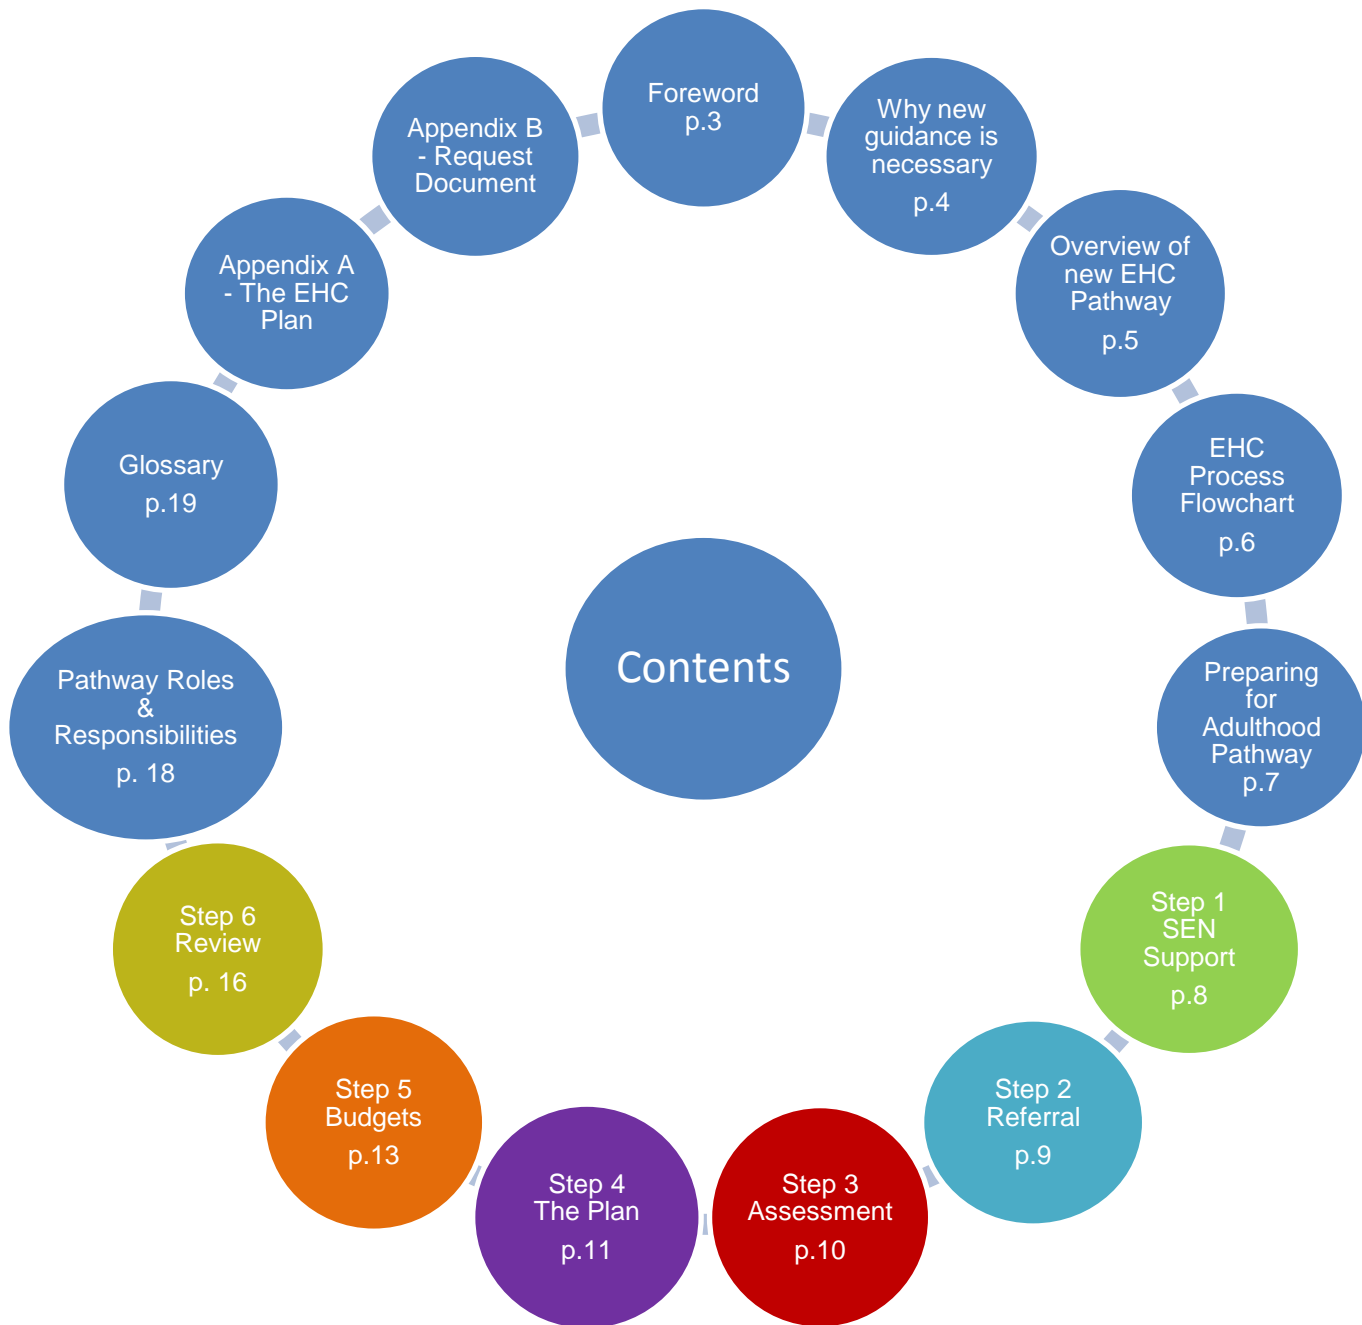 Foreword
p.3
Why new
guidance is
necessary
p.4
Overview of
new EHC
Pathway
p.5
EHC
Process
Flowchart
p.6
Preparing
for
Adulthood
Pathway
p.7
Step 1
SEN
Support
p.8
Step 2
Referral
p.9
Step 3
Assessment
p.10
Step 4
The Plan
p.11
Step 5
Budgets
p.13
Step 6
Review
p. 16
Pathway Roles
&
Responsibilities
p. 18
Glossary
p.19
Appendix A
- The EHC
Plan
Appendix B
- Request
Document
Contents